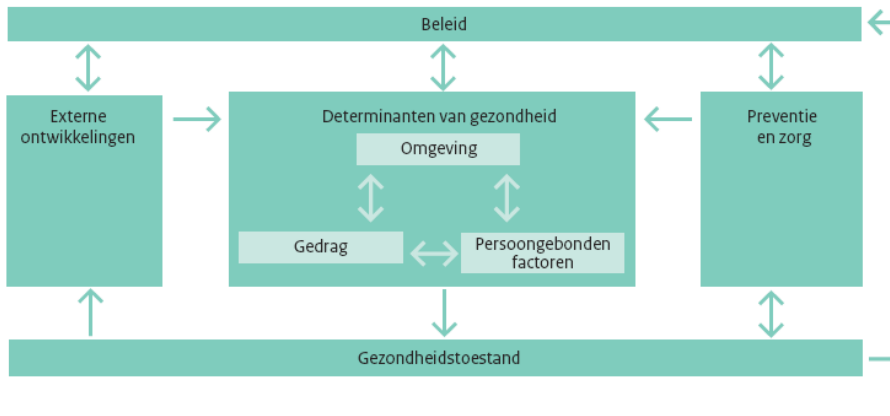 Beleid
Externe
ontwikkelingen
Determinanten van gezondheid
Omgeving
Gedrag
Persoongebonden
factoren
Preventie
en zorg
Gezondheidstoestand